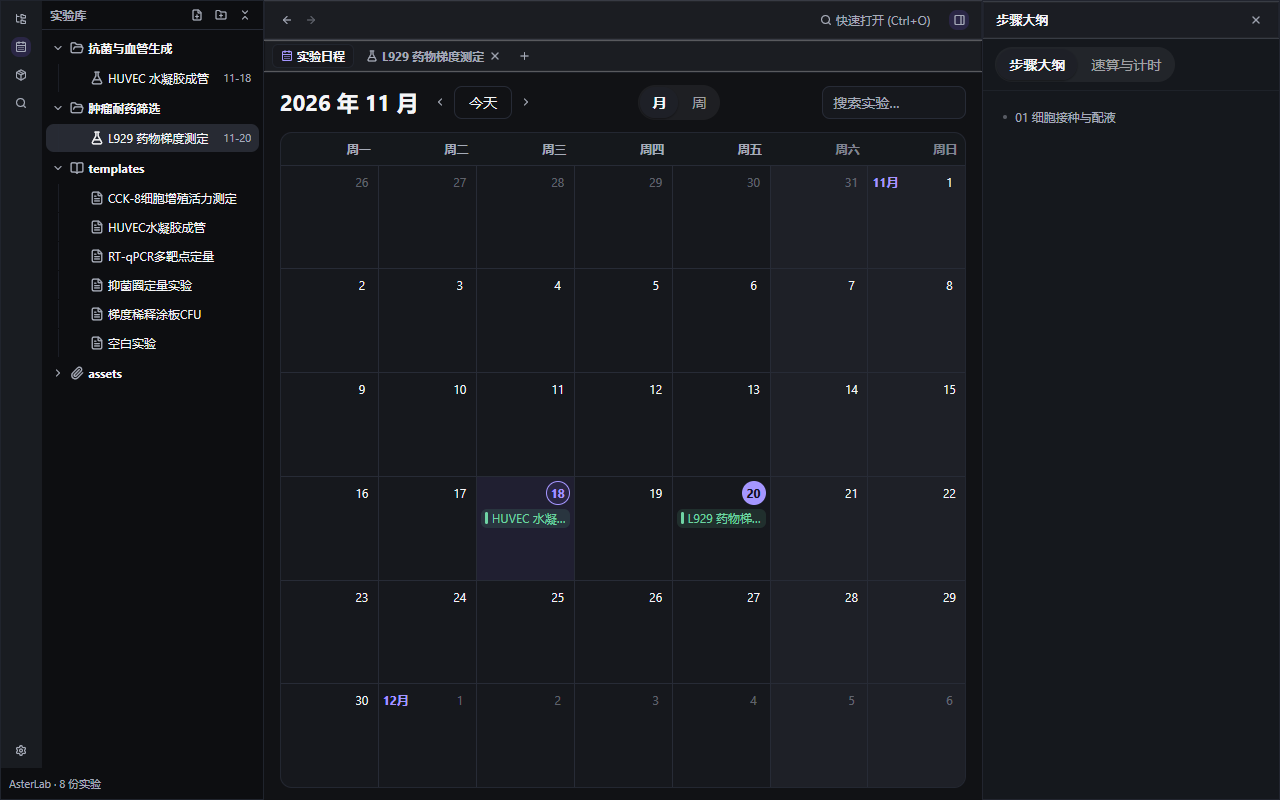 实验库
抗菌与血管生成
HUVEC 水凝胶成管 11-18
肿瘤耐药筛选
L929 药物梯度测定 11-20
templates
CCK-8细胞增殖活力测定
HUVEC水凝胶成管
RT-qPCR多靶点定量
抑菌圈定量实验
梯度稀释涂板CFU
空白实验
assets
AsterLab · 8 份实验
快速打开 (Ctrl+O)
实验日程 L929 药物梯度测定
2026 年 11 月 今天 月 周 搜索实验...
周一 周二 周三 周四 周五 周六 周日
26 27 28 29 30 31 11月 1
2 3 4 5 6 7 8
9 10 11 12 13 14 15
16 17 18 19 20 21 22
HUVEC 水凝... L929 药物梯...
23 24 25 26 27 28 29
30 12月 1 2 3 4 5 6
步骤大纲
步骤大纲 速算与计时
01 细胞接种与配液